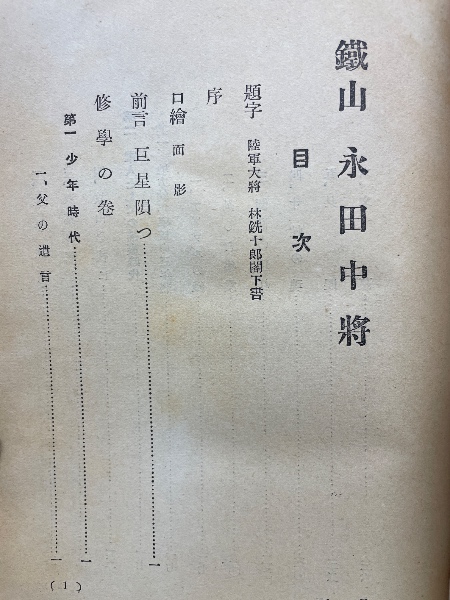 鐵山永田中將
目次
題字 陸軍大將 林銑十郎閣下書
序
口繪 面影
前言 巨星隕つ……………………一
修學の卷
第一 少年時代……………………一
一、父の遺言……………………一
(1)